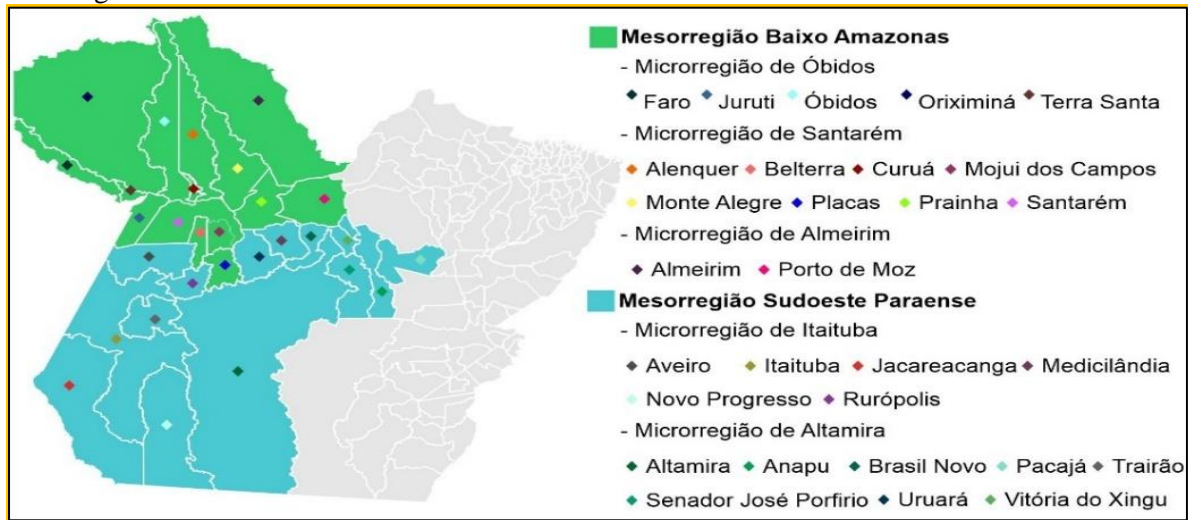 Mesorregião Baixo Amazonas
- Microrregião de Óbidos
Faro Juruti Óbidos Oriximiná Terra Santa
- Microrregião de Santarém
Alenquer Belterra Curuá Mojui dos Campos
Monte Alegre Placas Prainha Santarém
- Microrregião de Almeirim
Almeirim Porto de Moz
Mesorregião Sudoeste Paraense
- Microrregião de Itaituba
Aveiro Itaituba Jacareacanga Medicilândia
Novo Progresso Rurópolis
- Microrregião de Altamira
Altamira Anapu Brasil Novo Pacajá Trairão
Senador José Porfirio Uruará Vitória do Xingu